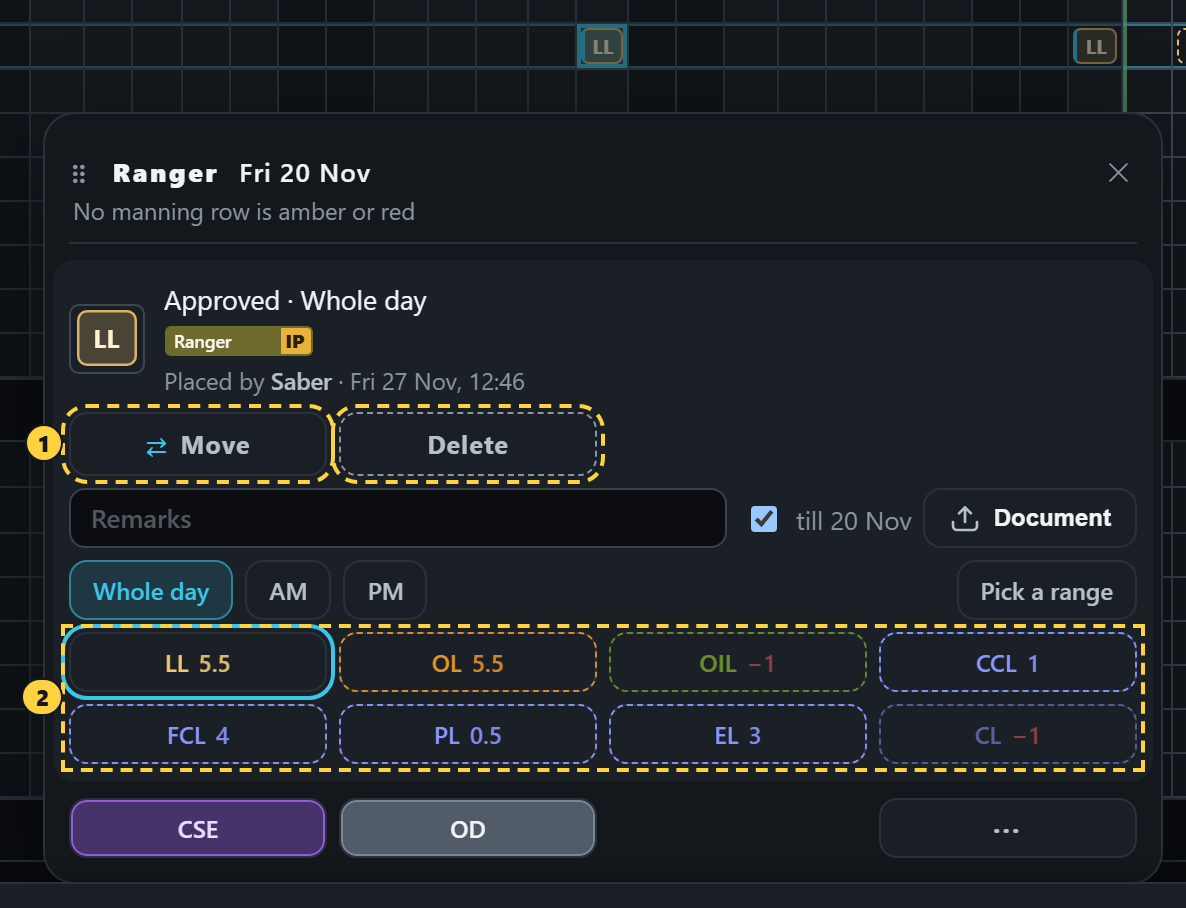 LL LL
Ranger Fri 20 Nov
No manning row is amber or red
LL
Approved · Whole day
Ranger IP
Placed by Saber · Fri 27 Nov, 12:46
1
⇄ Move Delete
Remarks till 20 Nov Document
Whole day AM PM Pick a range
2
LL 5.5 OL 5.5 OIL −1 CCL 1
FCL 4 PL 0.5 EL 3 CL −1
CSE OD ···